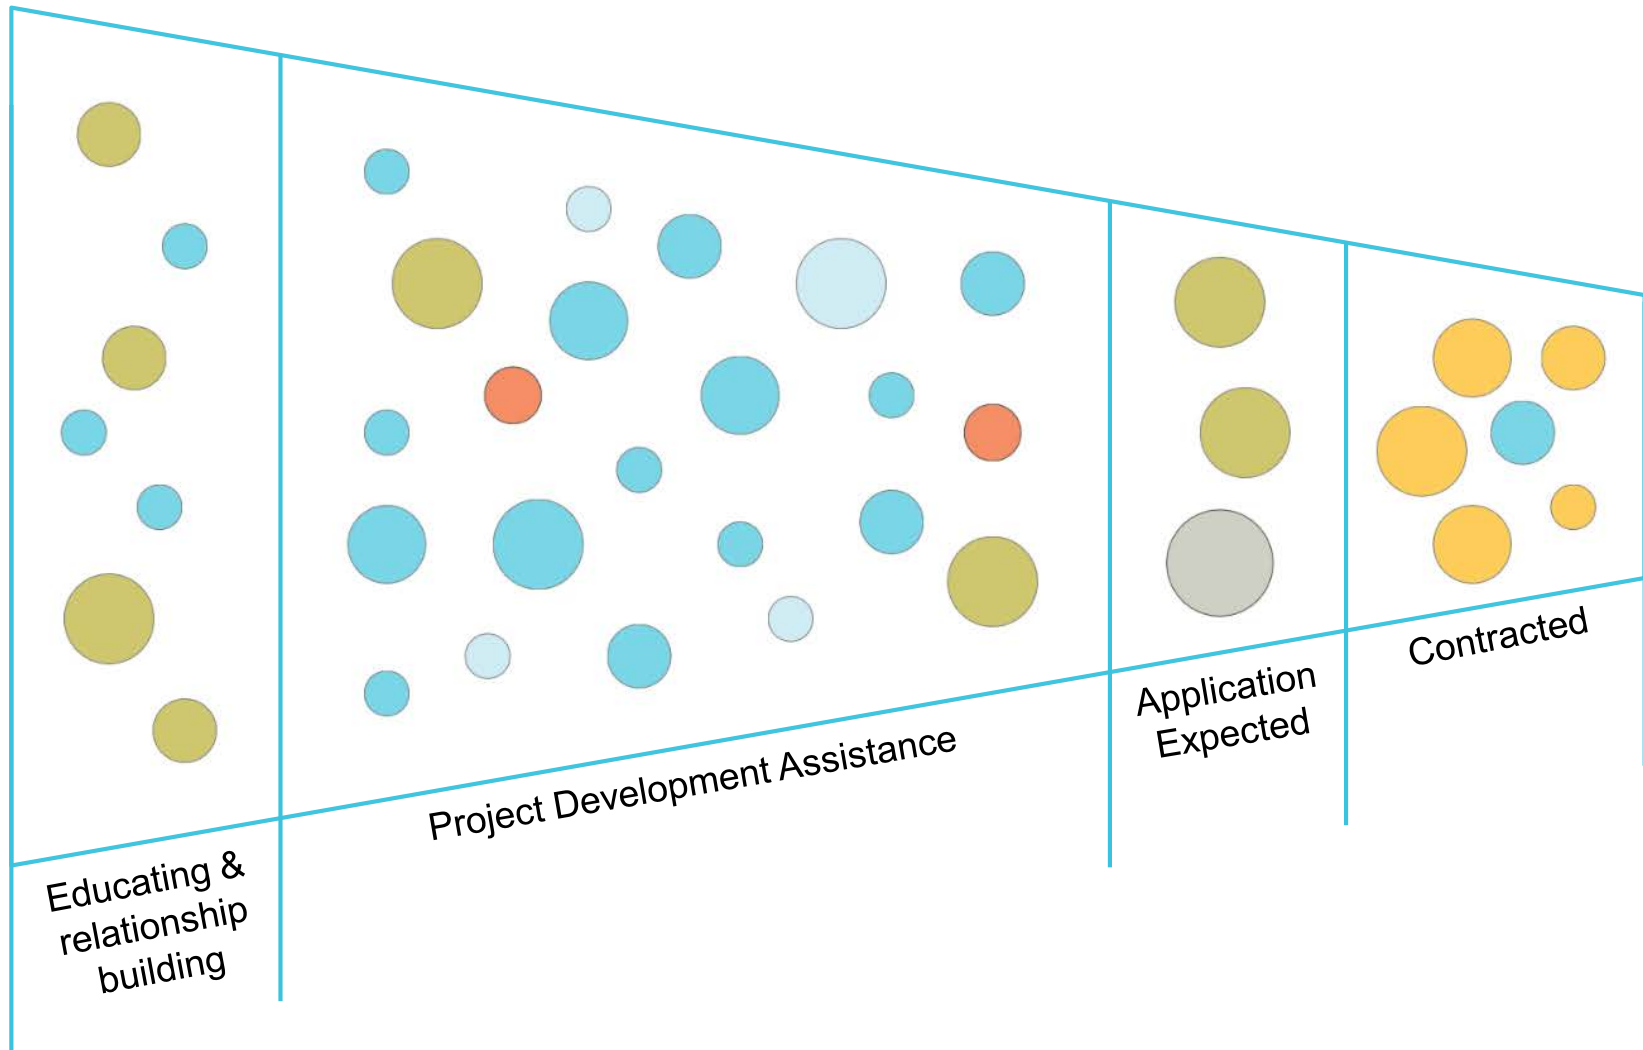 Educating &
relationship
building
Project Development Assistance
Application
Expected
Contracted